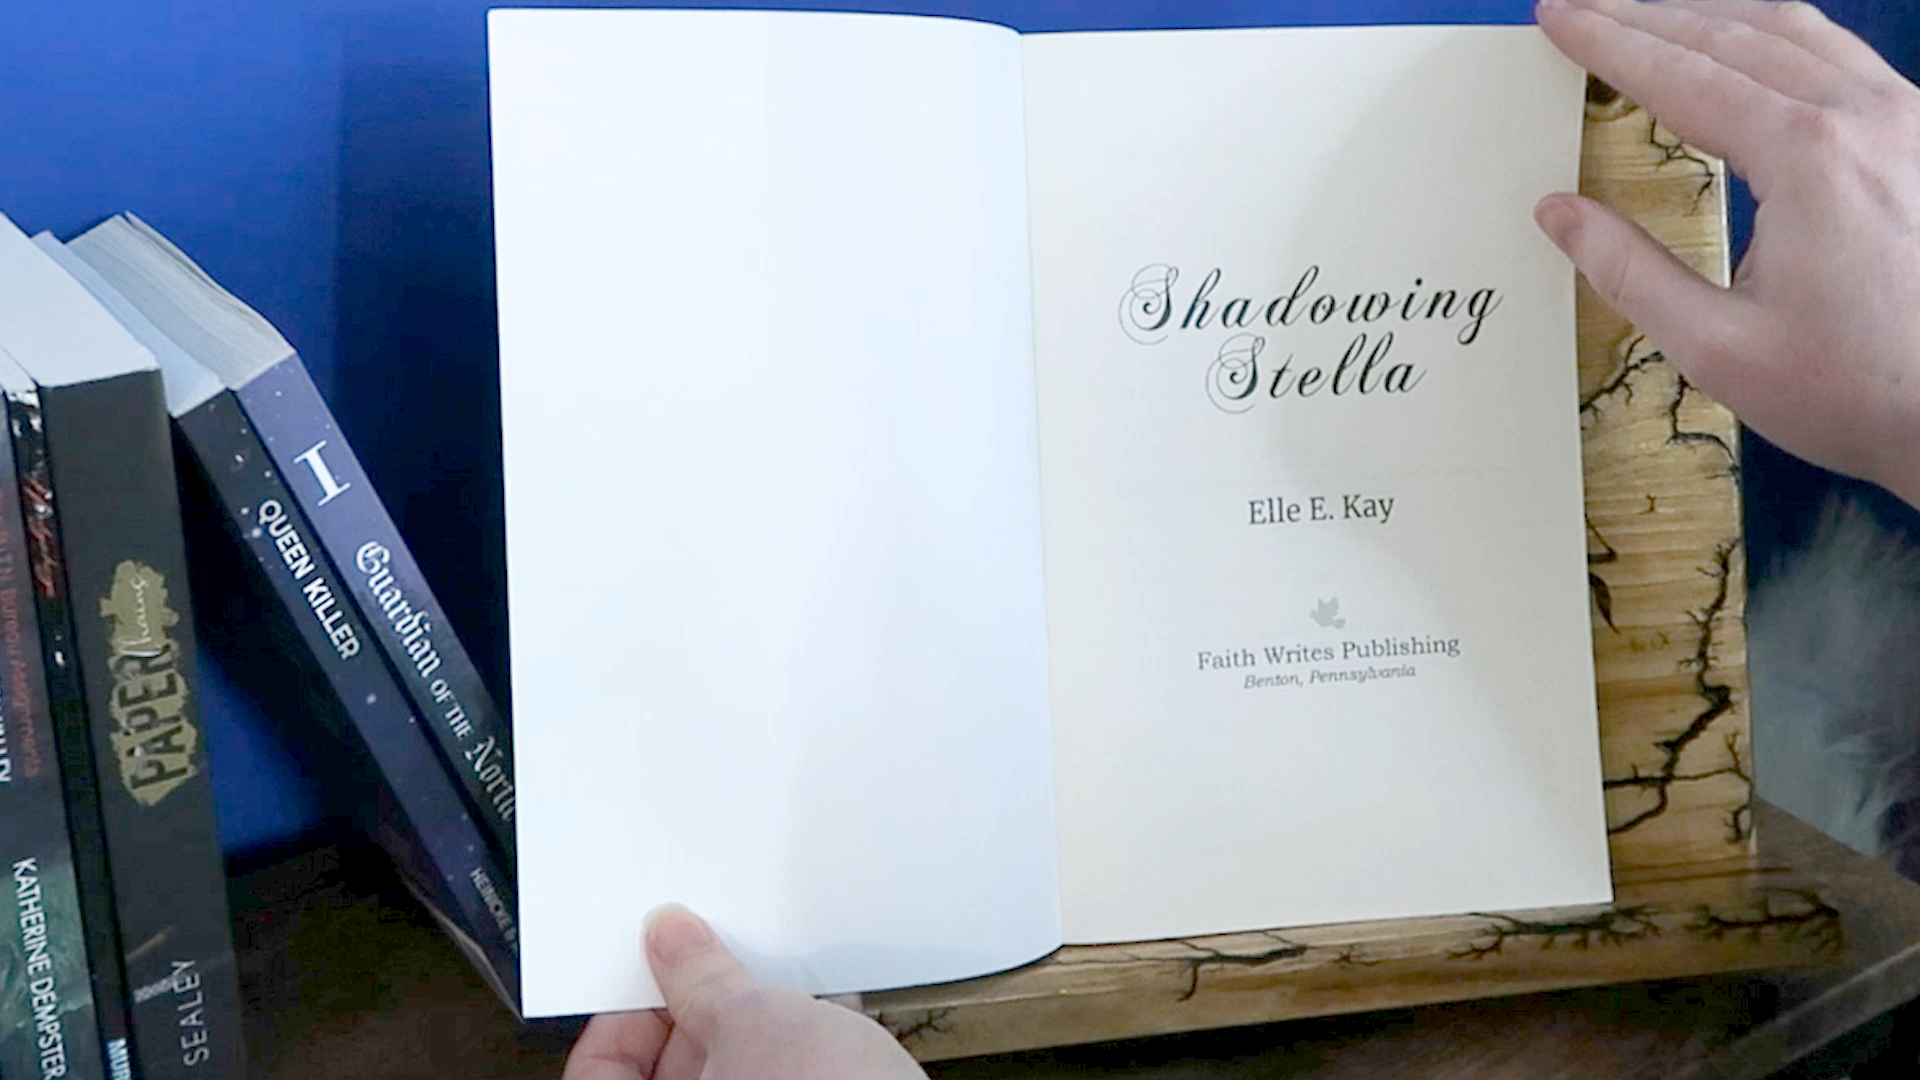 Shadowing
Stella
Elle E. Kay
Faith Writes Publishing
Benton, Pennsylvania
I
Guardian OF THE North
QUEEN KILLER
PAPER
SEALEY
KATHERINE DEMPSTER